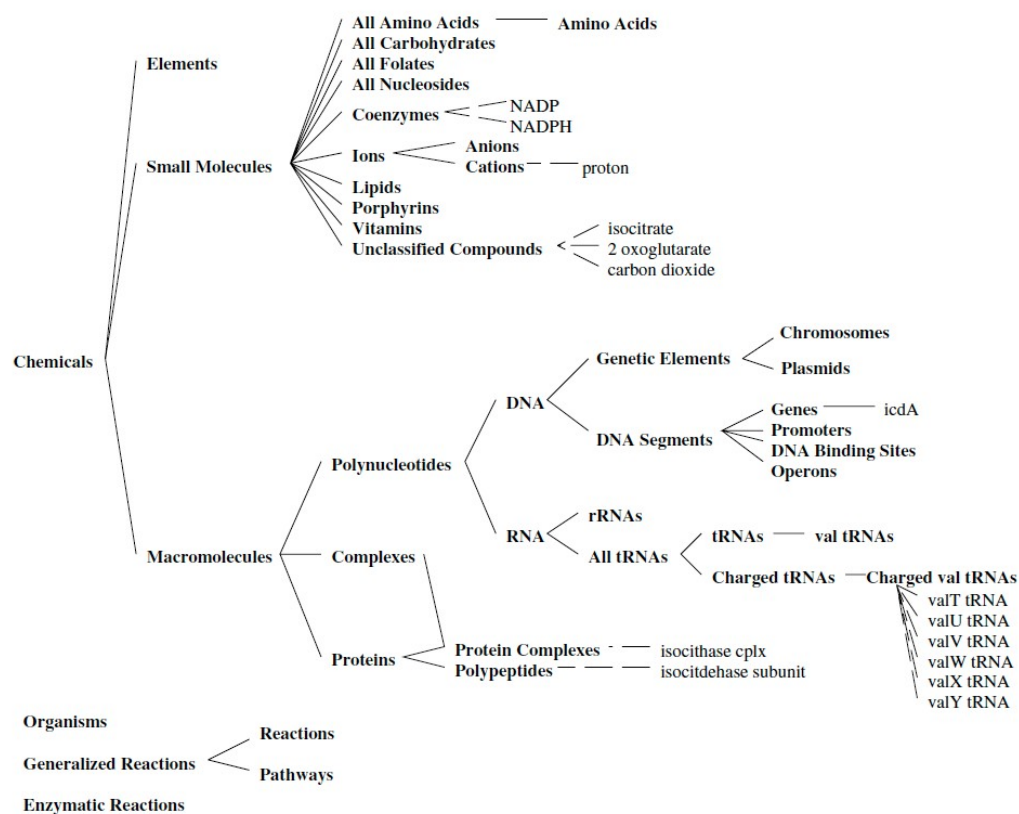 All Amino Acids Amino Acids
All Carbohydrates
Elements All Folates
All Nucleosides
Coenzymes NADP
NADPH
Ions Anions
Small Molecules Cations proton
Lipids
Porphyrins
Vitamins isocitrate
Unclassified Compounds 2 oxoglutarate
carbon dioxide
Chromosomes
Chemicals Genetic Elements
Plasmids
DNA Genes icdA
Promoters
DNA Segments DNA Binding Sites
Polynucleotides Operons
rRNAs
RNA tRNAs val tRNAs
Macromolecules Complexes All tRNAs
Charged tRNAs Charged val tRNAs
valT tRNA
valU tRNA
valV tRNA
Proteins Protein Complexes isocithase cplx valW tRNA
Polypeptides isocitdehase subunit valX tRNA
valY tRNA
Organisms
Reactions
Generalized Reactions
Pathways
Enzymatic Reactions